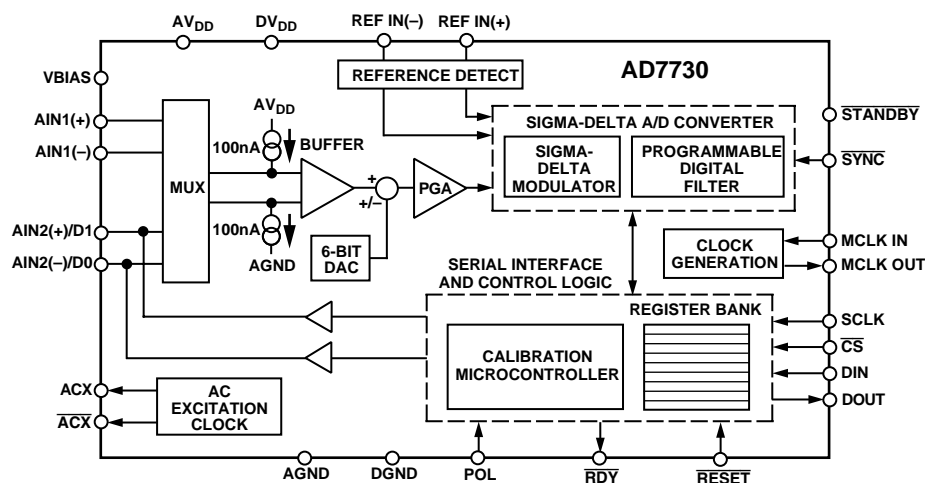 AVDD
DVDD
REF IN(–)
REF IN(+)
VBIAS
REFERENCE DETECT
AD7730
AIN1(+)
AIN1(–)
AVDD
100nA
BUFFER
SIGMA-DELTA A/D CONVERTER
STANDBY
SIGMA-
DELTA
MODULATOR
PROGRAMMABLE
DIGITAL
FILTER
SYNC
MUX
+
+/–
PGA
AIN2(+)/D1
AIN2(–)/D0
100nA
AGND
6-BIT
DAC
CLOCK
GENERATION
MCLK IN
MCLK OUT
SERIAL INTERFACE
AND CONTROL LOGIC
REGISTER BANK
SCLK
CS
DIN
DOUT
CALIBRATION
MICROCONTROLLER
ACX
ACX
AC
EXCITATION
CLOCK
AGND
DGND
POL
RDY
RESET